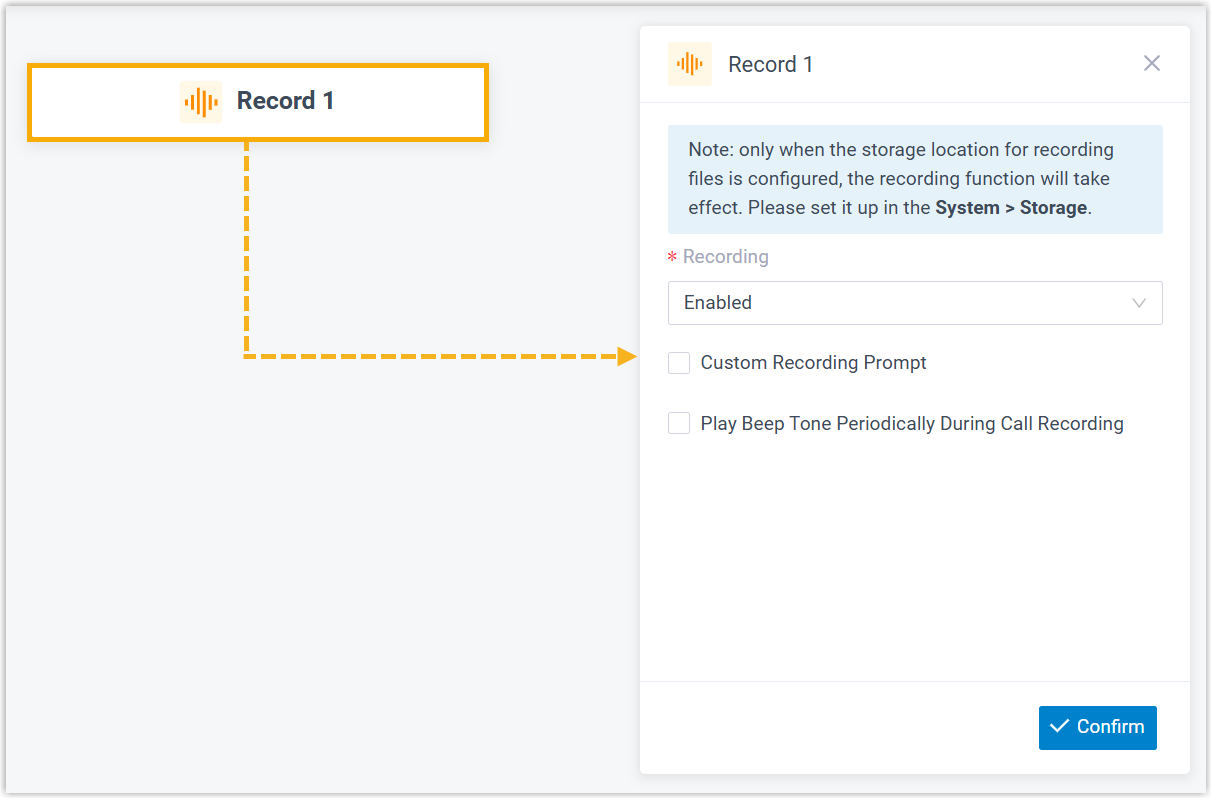 Record 1
Record 1
Note: only when the storage location for recording
files is configured, the recording function will take
effect. Please set it up in the System > Storage.
* Recording
Enabled
Custom Recording Prompt
Play Beep Tone Periodically During Call Recording
Confirm